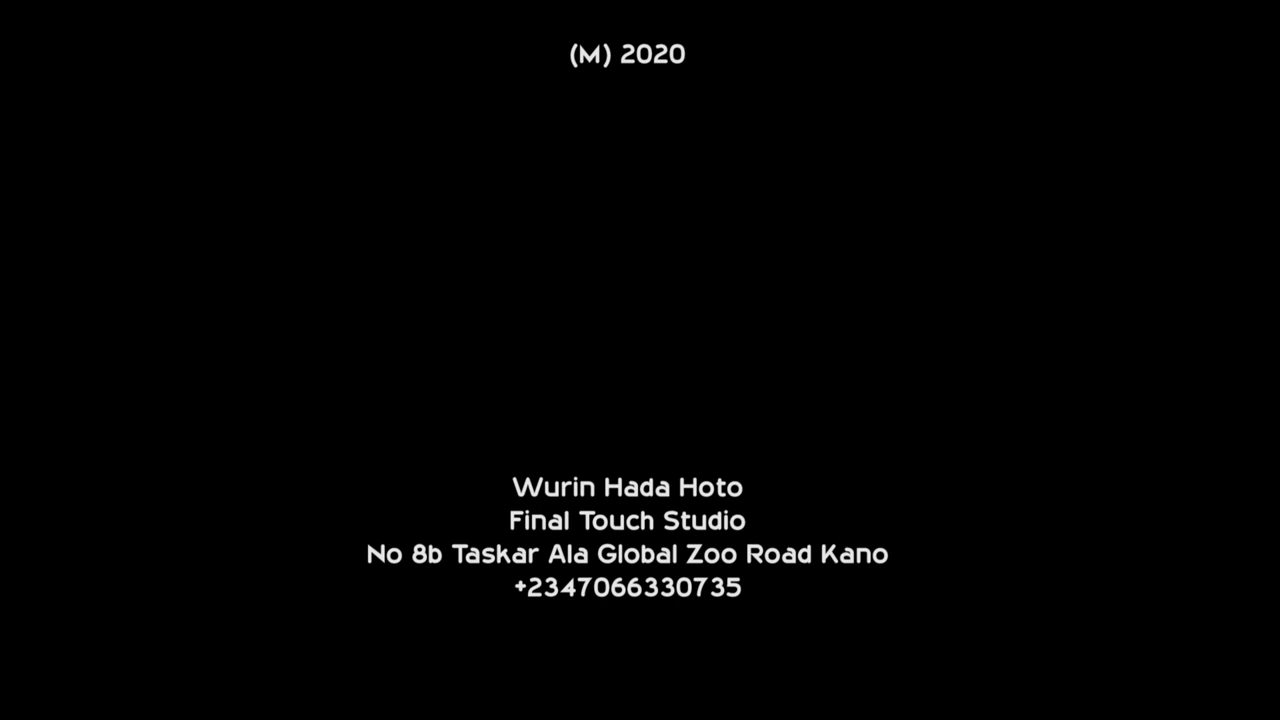 (M) 2020
Wurin Hada Hoto
Final Touch Studio
No 8b Taskar Ala Global Zoo Road Kano
+2347066330735